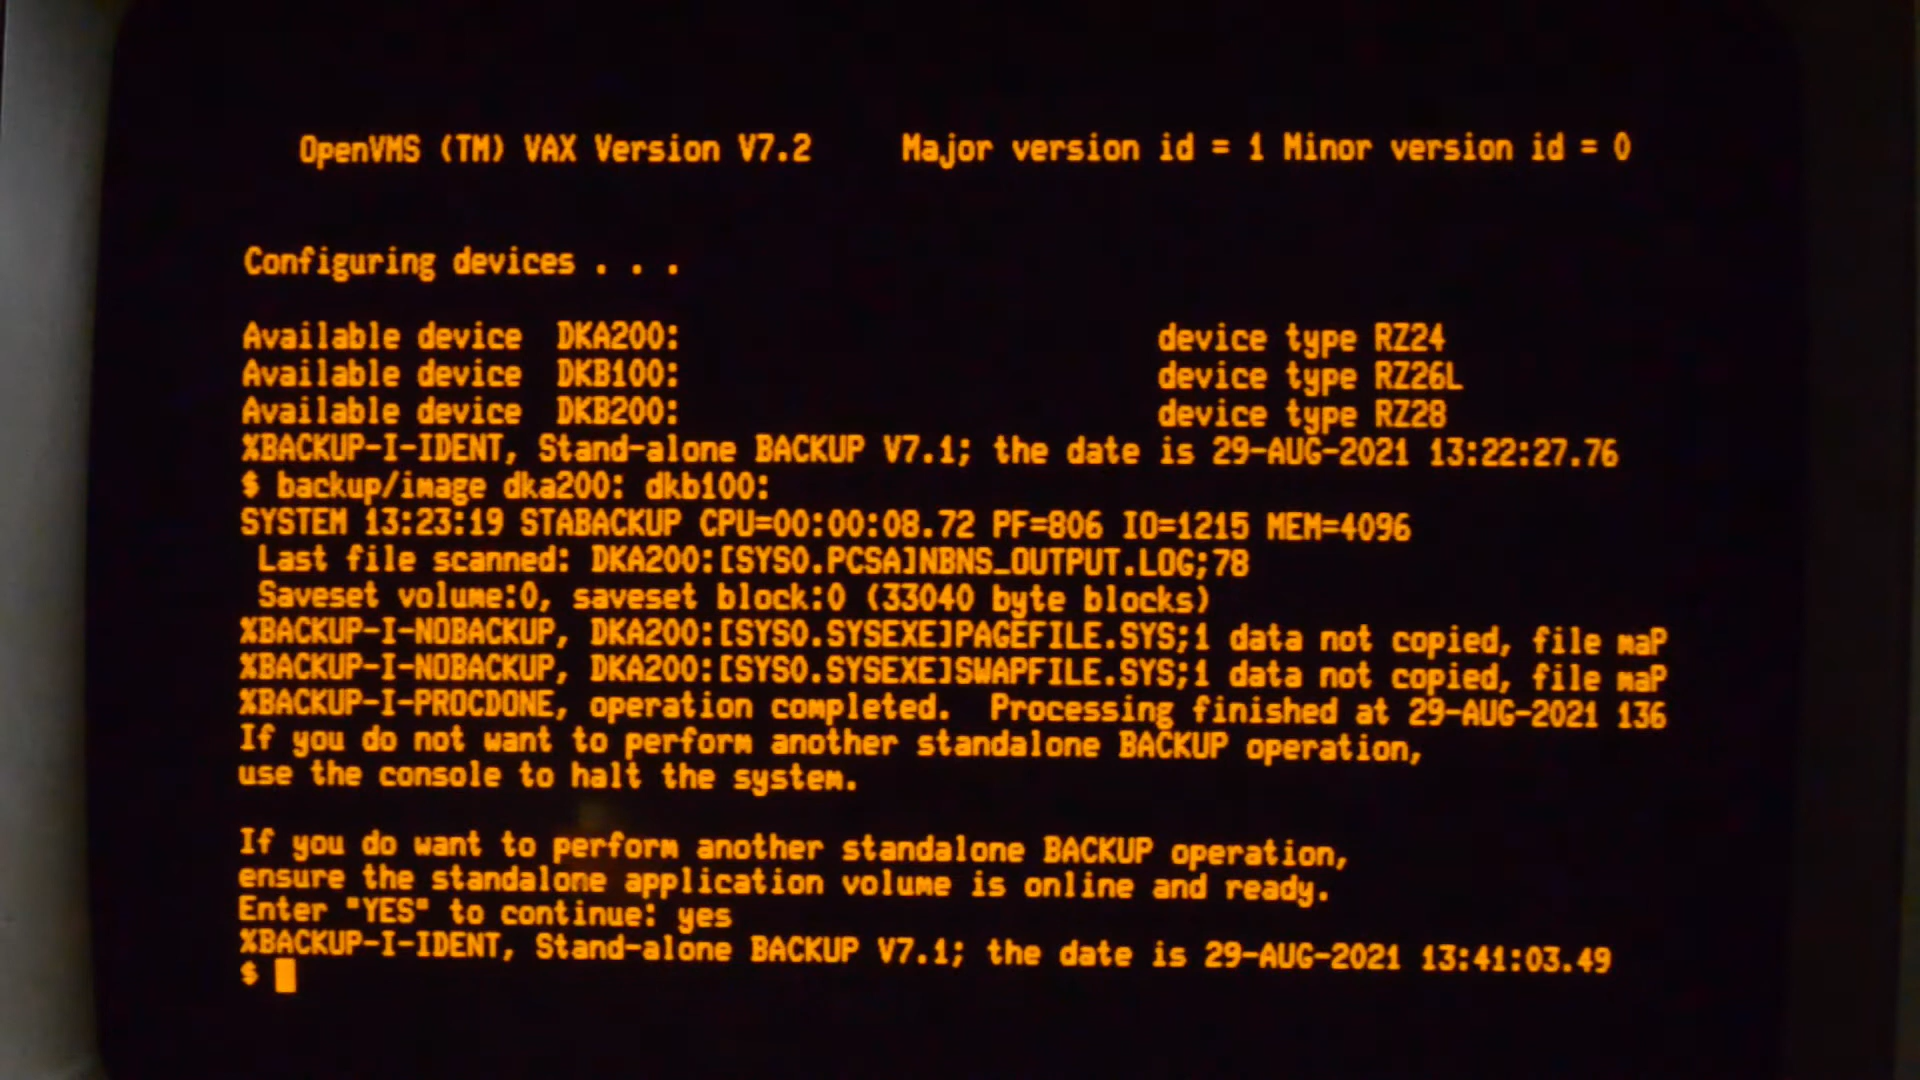 OpenVMS (TM) VAX Version V7.2     Major version id = 1 Minor version id = 0
Configuring devices . . .
Available device  DKA200:                           device type RZ24
Available device  DKB100:                           device type RZ26L
Available device  DKB200:                           device type RZ28
%BACKUP-I-IDENT, Stand-alone BACKUP V7.1; the date is 29-AUG-2021 13:22:27.76
$ backup/image dka200: dkb100:
SYSTEM 13:23:19 STABACKUP CPU=00:00:08.72 PF=806 IO=1215 MEM=4096
 Last file scanned: DKA200:[SYS0.PCSA]NBNS_OUTPUT.LOG;78
 Saveset volume:0, saveset block:0 (33040 byte blocks)
%BACKUP-I-NOBACKUP, DKA200:[SYS0.SYSEXE]PAGEFILE.SYS;1 data not copied, file maP
%BACKUP-I-NOBACKUP, DKA200:[SYS0.SYSEXE]SWAPFILE.SYS;1 data not copied, file maP
%BACKUP-I-PROCDONE, operation completed.  Processing finished at 29-AUG-2021 136
If you do not want to perform another standalone BACKUP operation,
use the console to halt the system.
If you do want to perform another standalone BACKUP operation,
ensure the standalone application volume is online and ready.
Enter "YES" to continue: yes
%BACKUP-I-IDENT, Stand-alone BACKUP V7.1; the date is 29-AUG-2021 13:41:03.49
$